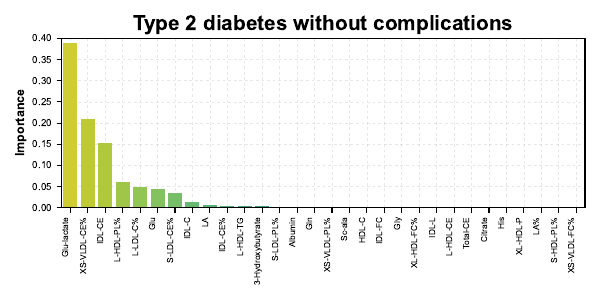 Type 2 diabetes without complications
Importance
0.40
0.35
0.30
0.25
0.20
0.15
0.10
0.05
0.00
Glu-lactate
XS-VLDL-CE%
IDL-CE
L-HDL-PL%
L-LDL-C%
Glu
S-LDL-CE%
IDL-C
LA
IDL-CE%
L-HDL-TG
3-Hydroxybutyrate
S-LDL-PL%
Albumin
Gln
XS-VLDL-PL%
Sc-ala
HDL-C
IDL-FC
Gly
XL-HDL-FC%
IDL-L
L-HDL-CE
Total-CE
Citrate
His
XL-HDL-P
LA%
S-HDL-PL%
XS-VLDL-FC%